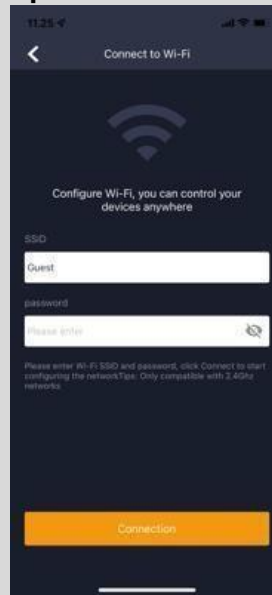 11.25
Connect to Wi-Fi
Configure Wi-Fi, you can control your
devices anywhere
SSID
Guest
password
Please enter
Please enter Wi-Fi SSID and password, click Connect to start
configuring the networkTips: Only compatible with 2.4Ghz
networks
Connection